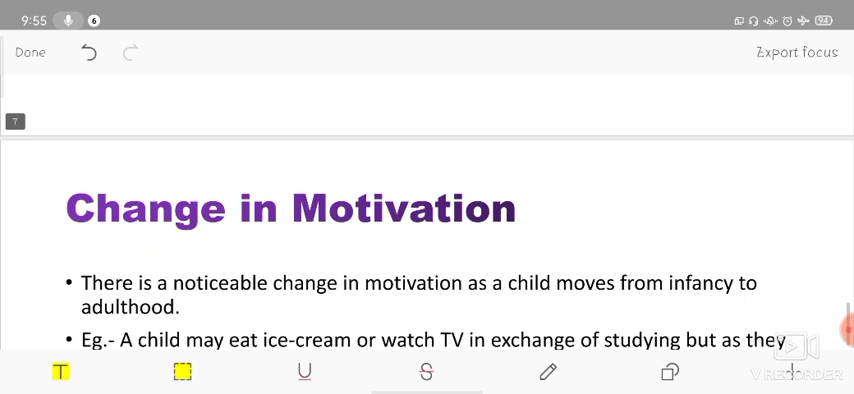 9:55
6
94
Done
Export focus
7
Change in Motivation
• There is a noticeable change in motivation as a child moves from infancy to
adulthood.
• Eg.- A child may eat ice-cream or watch TV in exchange of studying but as they
T
U
S
V RECORDER